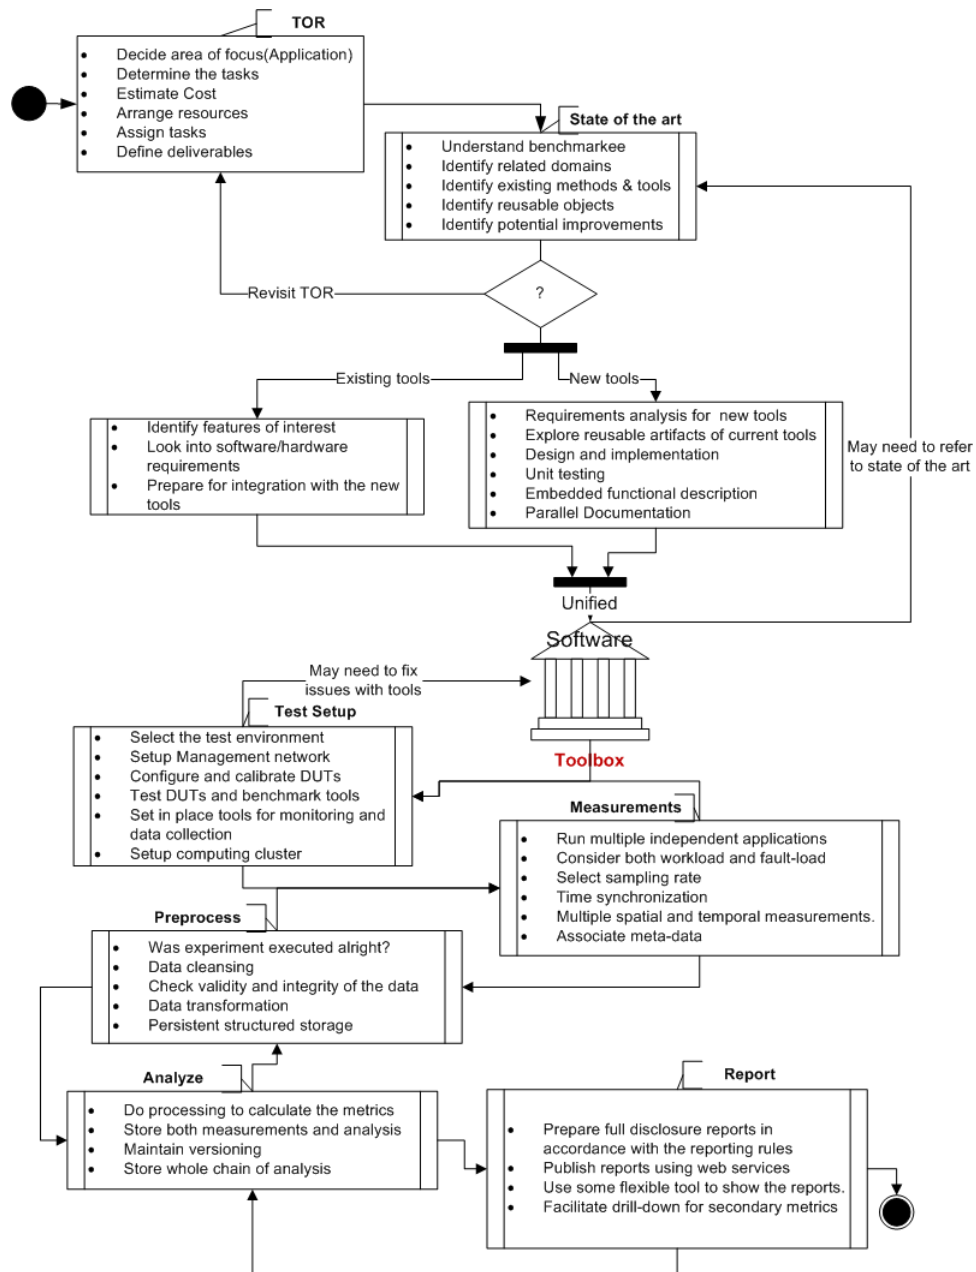 TOR
Decide area of focus(Application)
Determine the tasks
Estimate Cost
Arrange resources
Assign tasks
Define deliverables
State of the art
Understand benchmarkee
Identify related domains
Identify existing methods & tools
Identify reusable objects
Identify potential improvements
Revisit TOR
?
Existing tools
New tools
Identify features of interest
Look into software/hardware
requirements
Prepare for integration with the new
tools
Requirements analysis for new tools
Explore reusable artifacts of current tools
Design and implementation
Unit testing
Embedded functional description
Parallel Documentation
May need to refer
to state of the art
Unified
Software
Toolbox
May need to fix
issues with tools
Test Setup
Select the test environment
Setup Management network
Configure and calibrate DUTs
Test DUTs and benchmark tools
Set in place tools for monitoring and
data collection
Setup computing cluster
Measurements
Run multiple independent applications
Consider both workload and fault-load
Select sampling rate
Time synchronization
Multiple spatial and temporal measurements.
Associate meta-data
Preprocess
Was experiment executed alright?
Data cleansing
Check validity and integrity of the data
Data transformation
Persistent structured storage
Analyze
Do processing to calculate the metrics
Store both measurements and analysis
Maintain versioning
Store whole chain of analysis
Report
Prepare full disclosure reports in
accordance with the reporting rules
Publish reports using web services
Use some flexible tool to show the reports.
Facilitate drill-down for secondary metrics